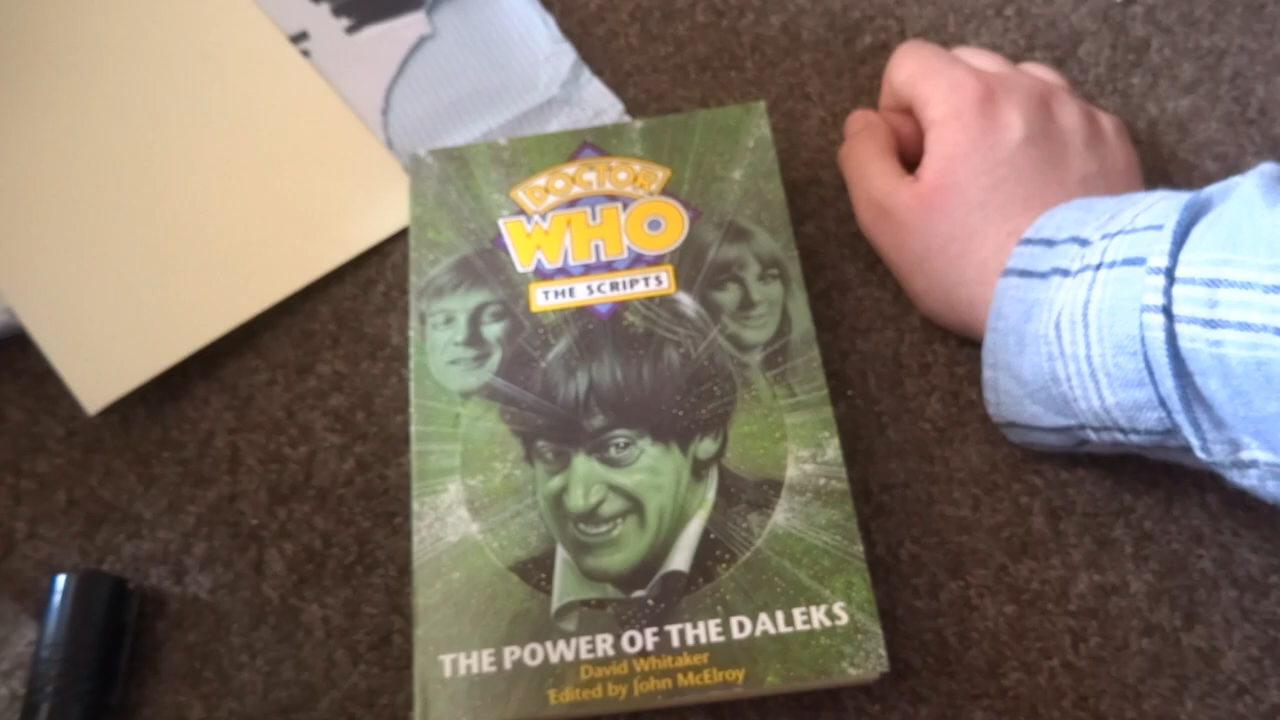 DOCTOR
WHO
THE SCRIPTS
THE POWER OF THE DALEKS
David Whitaker
Edited by John McElroy